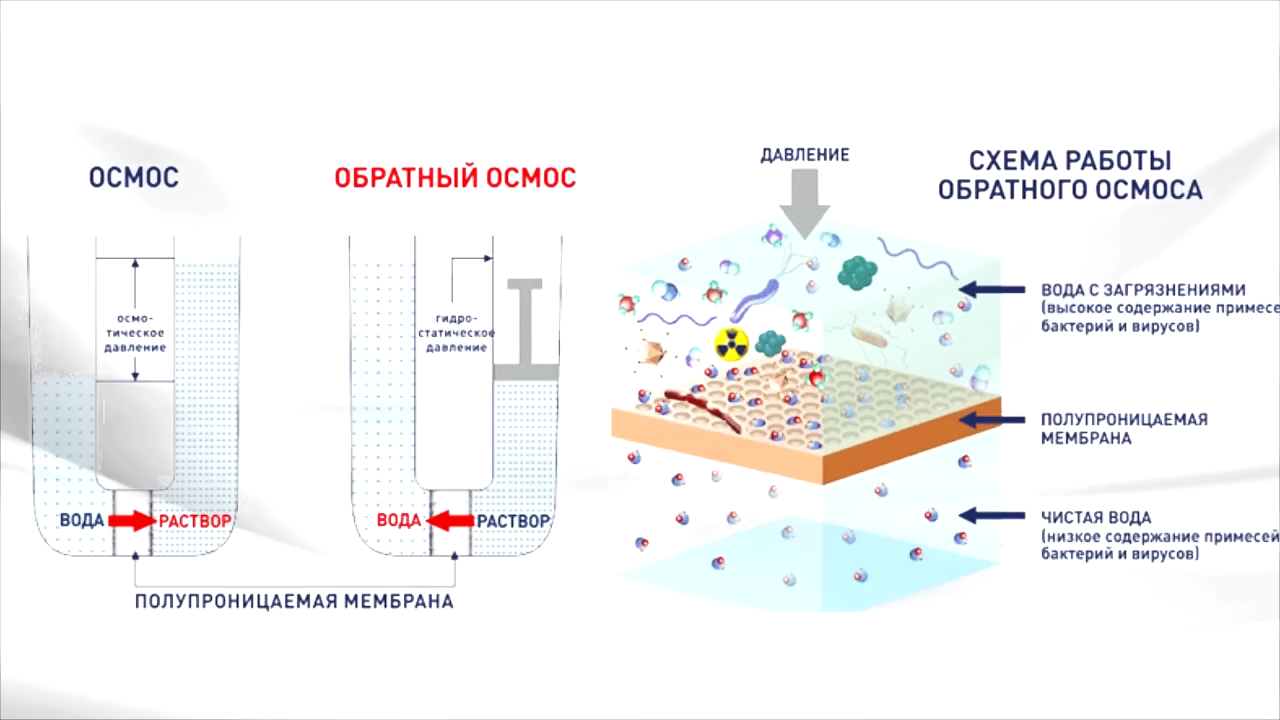 ОСМОС
осмо-
тическое
давление
ВОДА
РАСТВОР
ОБРАТНЫЙ ОСМОС
гидро-
статическое
давление
ВОДА
РАСТВОР
ПОЛУПРОНИЦАЕМАЯ МЕМБРАНА
ДАВЛЕНИЕ
СХЕМА РАБОТЫ
ОБРАТНОГО ОСМОСА
ВОДА С ЗАГРЯЗНЕНИЯМИ
(высокое содержание примесе
бактерий и вирусов)
ПОЛУПРОНИЦАЕМАЯ
МЕМБРАНА
ЧИСТАЯ ВОДА
(низкое содержание примесей
бактерий и вирусов)